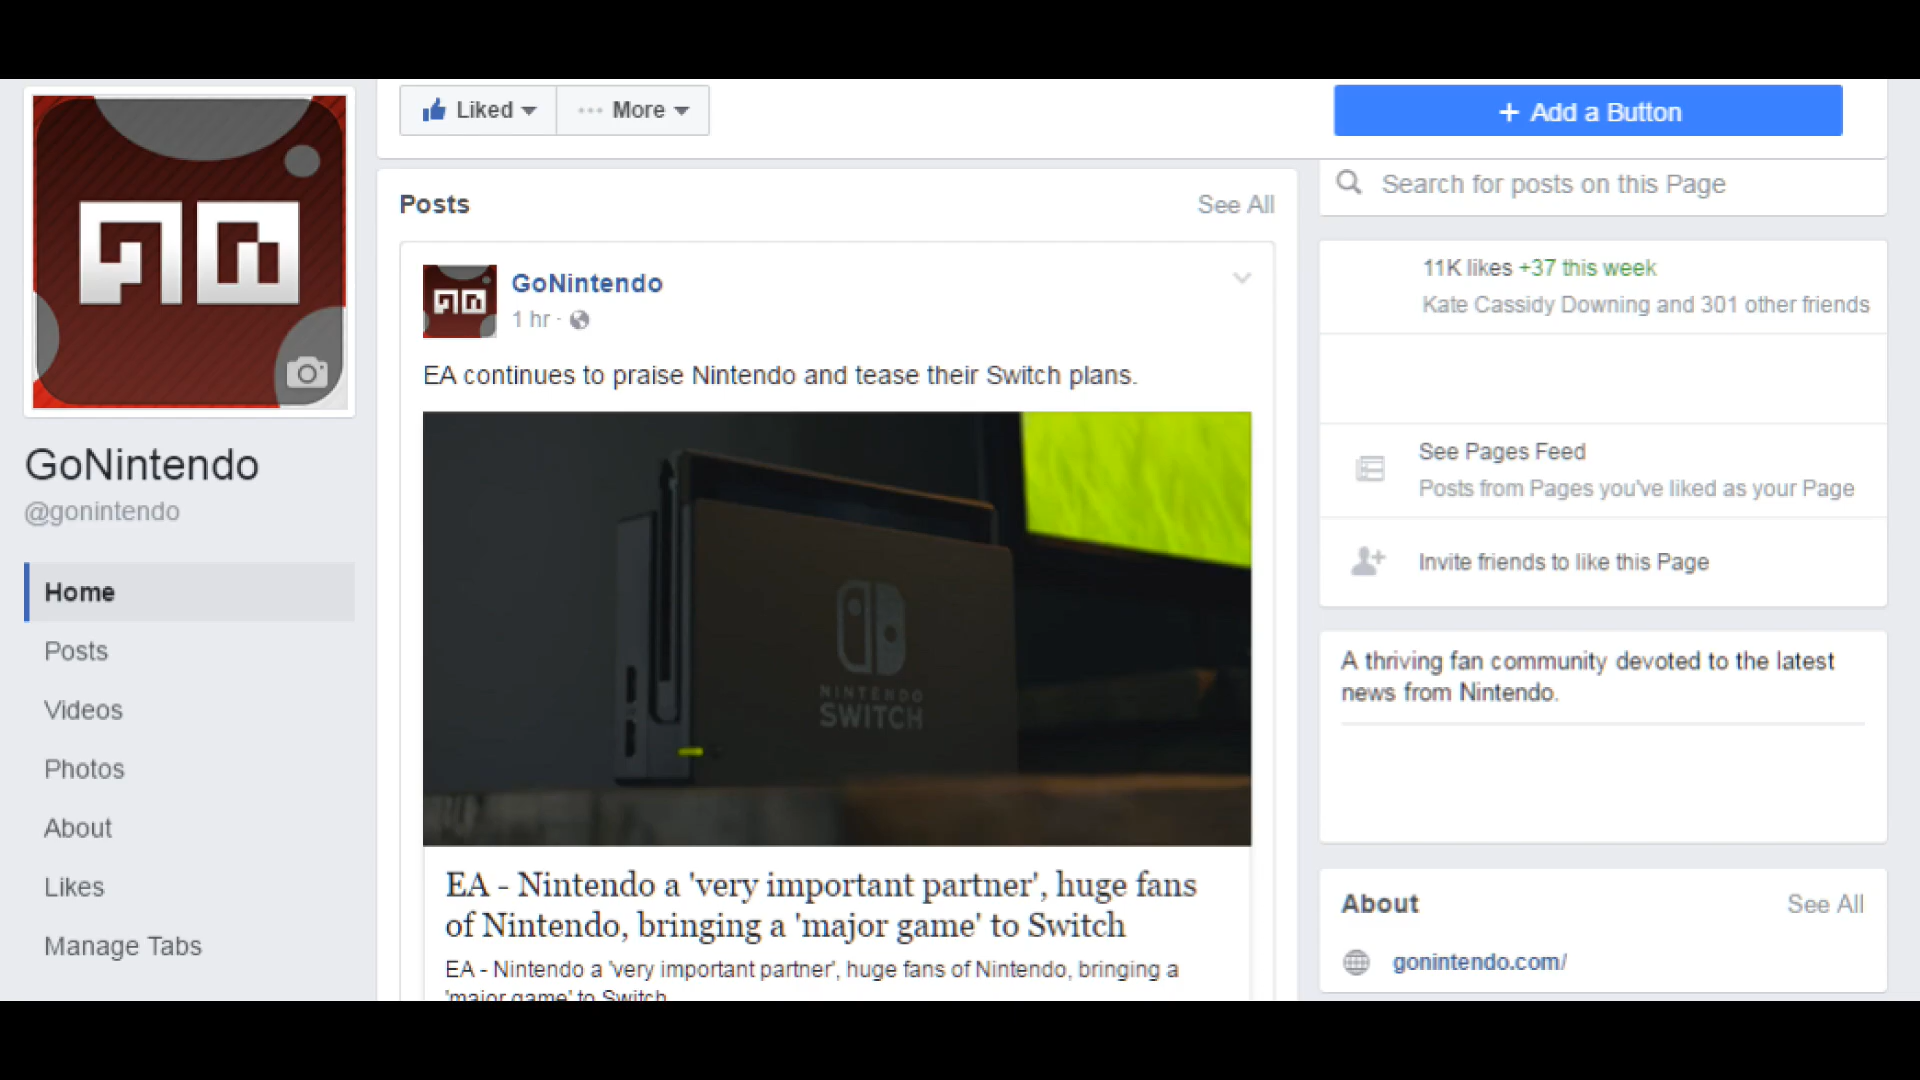 Liked
More
+ Add a Button
Search for posts on this Page
Posts
See All
GoNintendo
1 hr ·
EA continues to praise Nintendo and tease their Switch plans.
NINTENDO
SWITCH
EA - Nintendo a 'very important partner', huge fans
of Nintendo, bringing a 'major game' to Switch
EA - Nintendo a 'very important partner', huge fans of Nintendo, bringing a
'major game' to Switch
GoNintendo
@gonintendo
Home
Posts
Videos
Photos
About
Likes
Manage Tabs
11K likes +37 this week
Kate Cassidy Downing and 301 other friends
See Pages Feed
Posts from Pages you've liked as your Page
Invite friends to like this Page
A thriving fan community devoted to the latest
news from Nintendo.
About
See All
gonintendo.com/